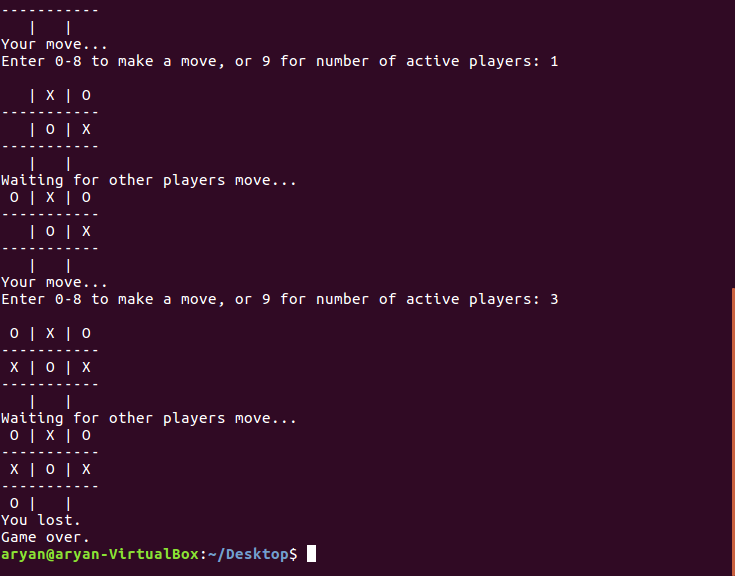 -----------
   |   |
Your move...
Enter 0-8 to make a move, or 9 for number of active players: 1
   | X | O
-----------
   | O | X
-----------
   |   |
Waiting for other players move...
 O | X | O
-----------
   | O | X
-----------
   |   |
Your move...
Enter 0-8 to make a move, or 9 for number of active players: 3
 O | X | O
-----------
 X | O | X
-----------
   |   |
Waiting for other players move...
 O | X | O
-----------
 X | O | X
-----------
 O |   |
You lost.
Game over.
aryan@aryan-VirtualBox:~/Desktop$